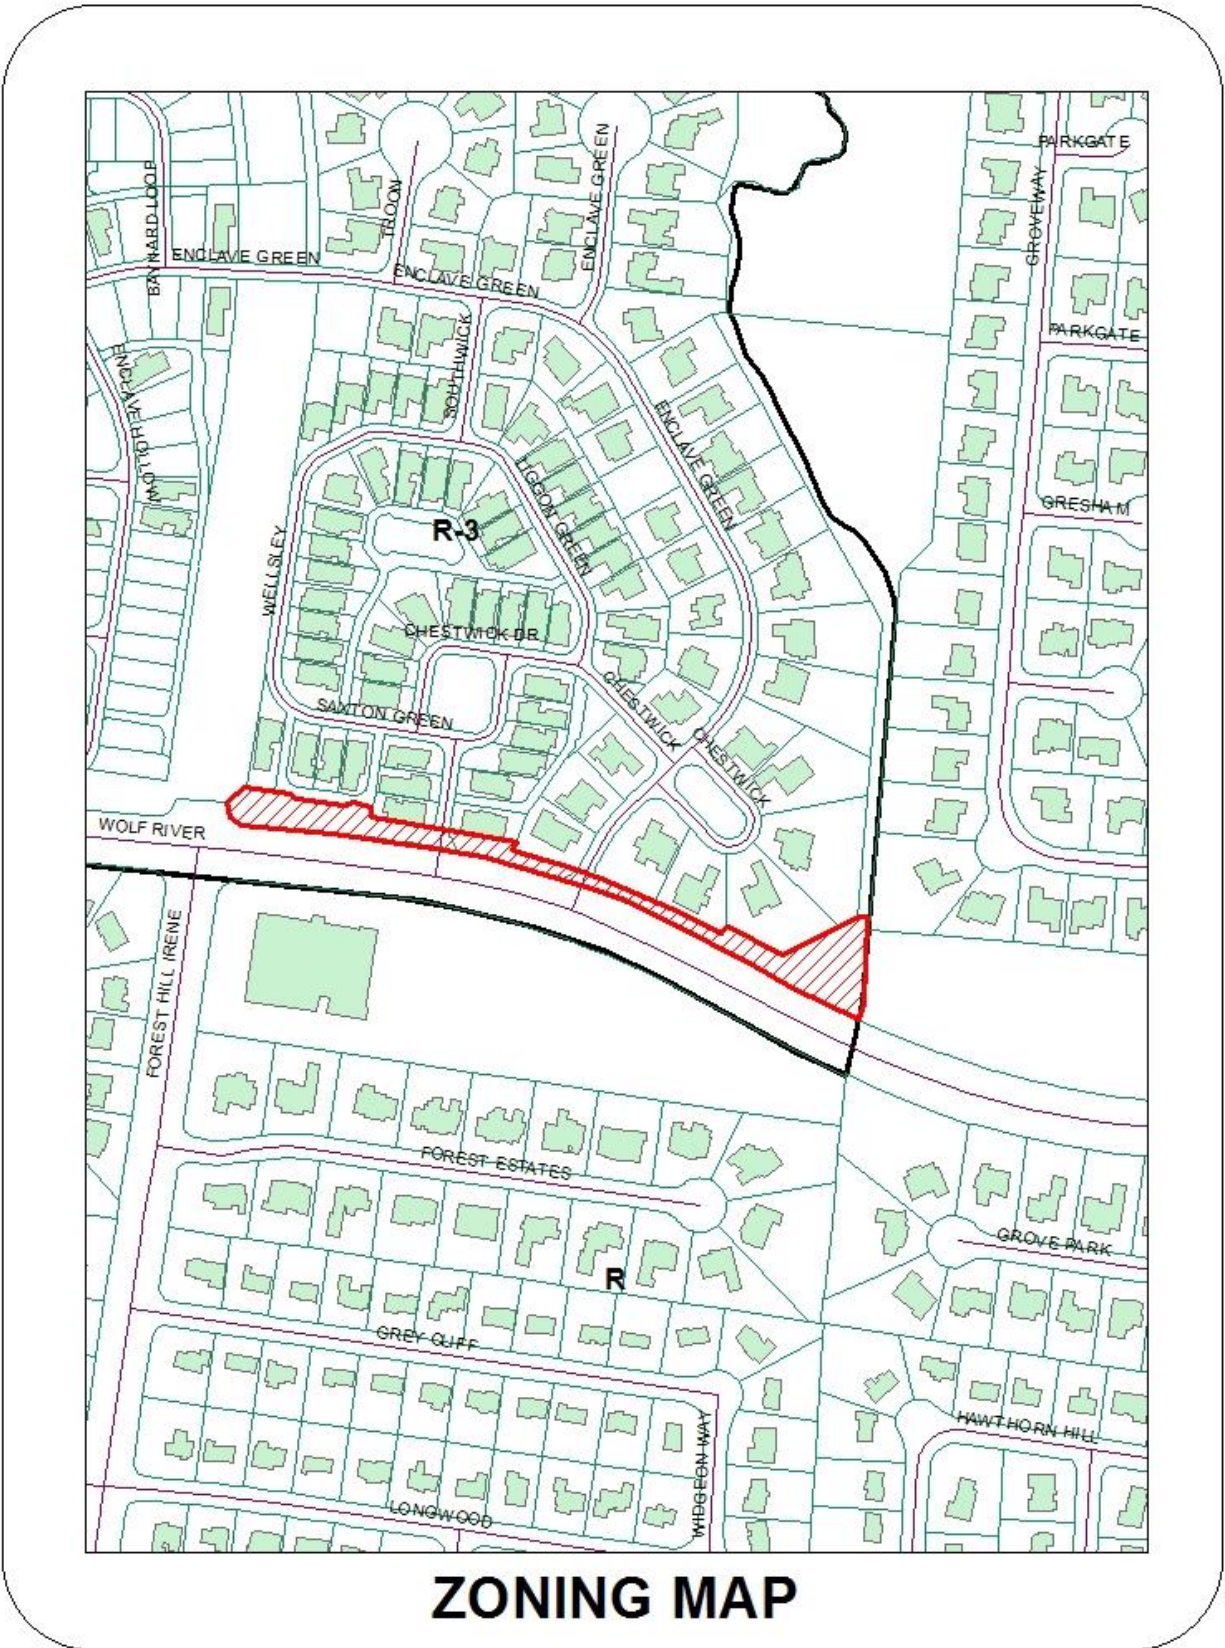 PARKGATE
BAYNARD LOOP
TROON
ENCLAVE GREEN
GROVEWAY
ENCLAVE GREEN
ENCLAVE GREEN
PARKGATE
SOUTHWICK
ENCLAVE HOLLOW
ENCLAVE GREEN
LIGGON GREEN
GRESHAM
R-3
WELLSLEY
CHESTWICK DR
CHESTWICK
SAXTON GREEN
CHESTWICK
WOLF RIVER
FOREST HILL IRENE
FOREST ESTATES
GROVE PARK
R
GREY CLIFF
HAWTHORN HILL
WIDGEON WAY
LONGWOOD
ZONING MAP